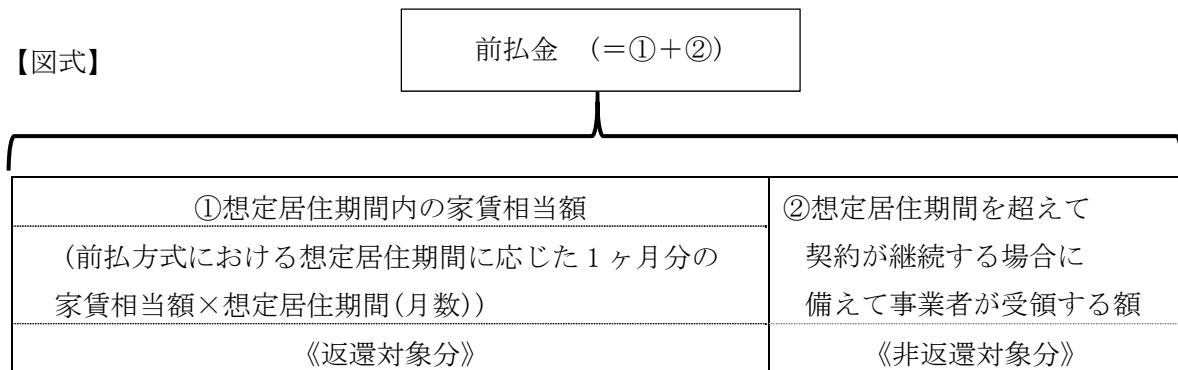 前払金　(＝①＋②)
【図式】
①想定居住期間内の家賃相当額
(前払方式における想定居住期間に応じた1ヶ月分の
家賃相当額×想定居住期間(月数))
《返還対象分》
②想定居住期間を超えて
契約が継続する場合に
備えて事業者が受領する額
《非返還対象分》